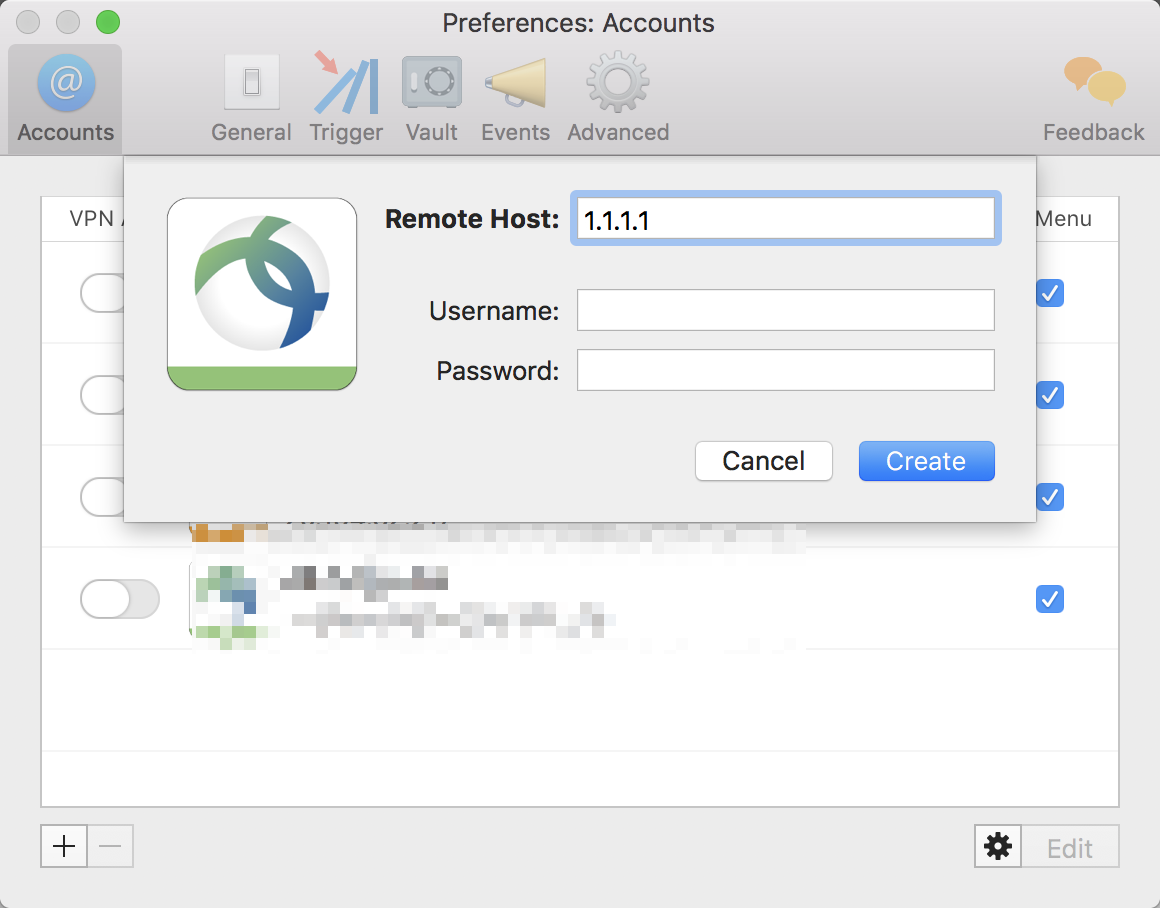 Preferences: Accounts
@
Accounts
General
Trigger
Vault
Events
Advanced
Feedback
VPN
Menu
Remote Host: 1.1.1.1
Username:
Password:
Cancel
Create
Edit